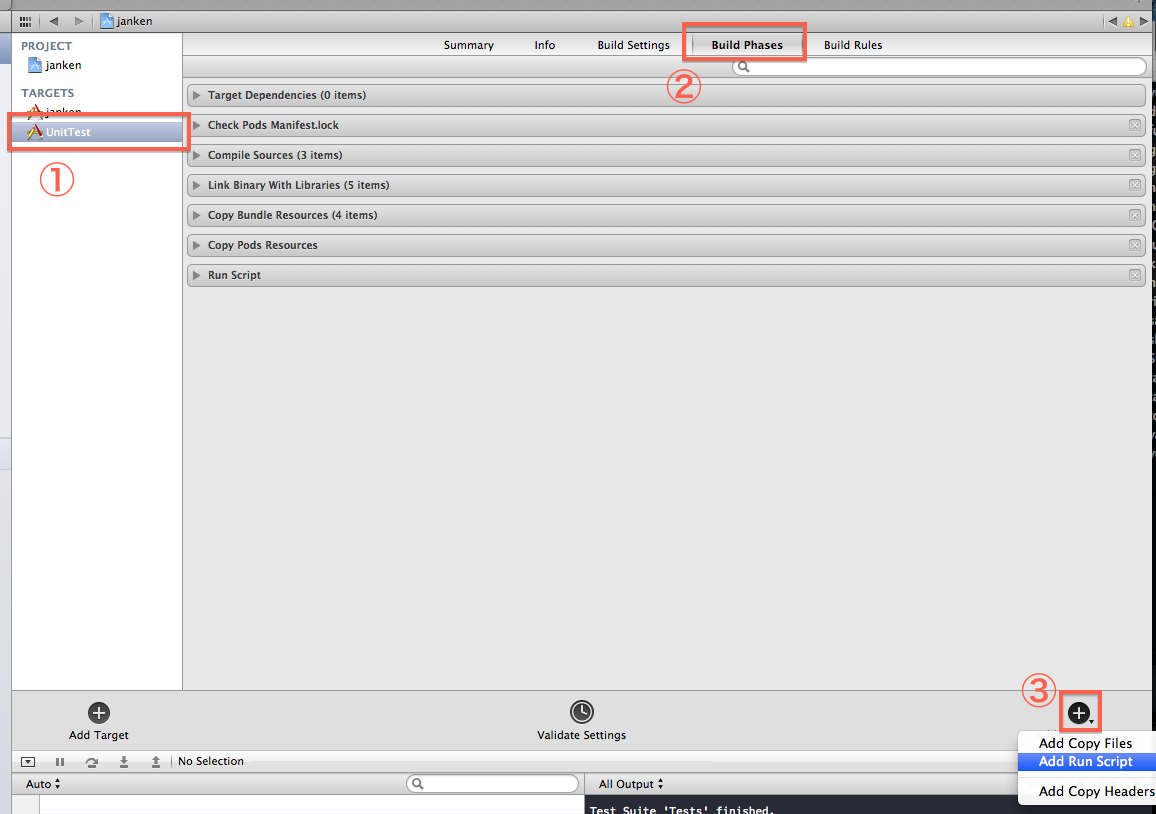 janken
PROJECT
janken
TARGETS
janken
UnitTest
①
Summary Info Build Settings Build Phases Build Rules
②
Target Dependencies (0 items)
Check Pods Manifest.lock
Compile Sources (3 items)
Link Binary With Libraries (5 items)
Copy Bundle Resources (4 items)
Copy Pods Resources
Run Script
③
Add Target
Validate Settings
Add Copy Files
Add Run Script
Add Copy Headers
No Selection
Auto
All Output
Test Suite 'Tests' finished.